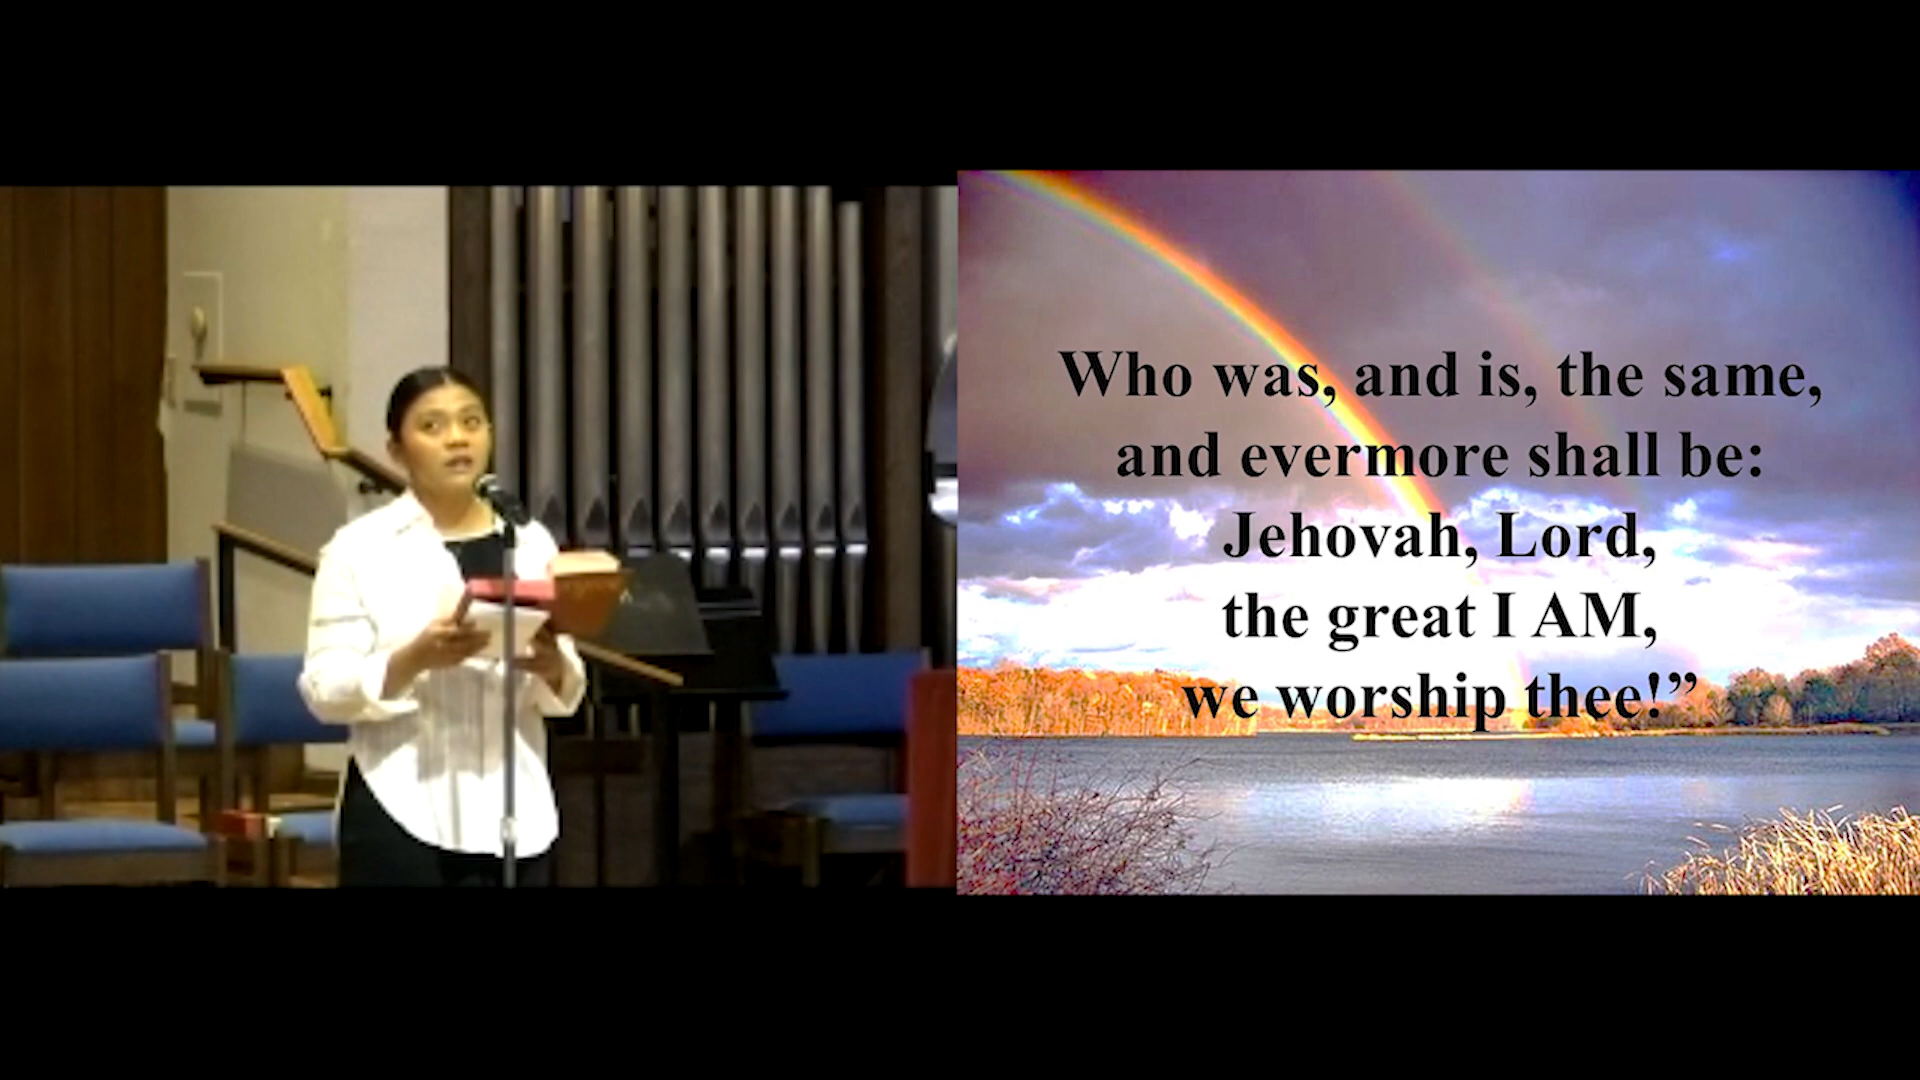 Who was, and is, the same,
and evermore shall be:
Jehovah, Lord,
the great I AM,
we worship thee!”